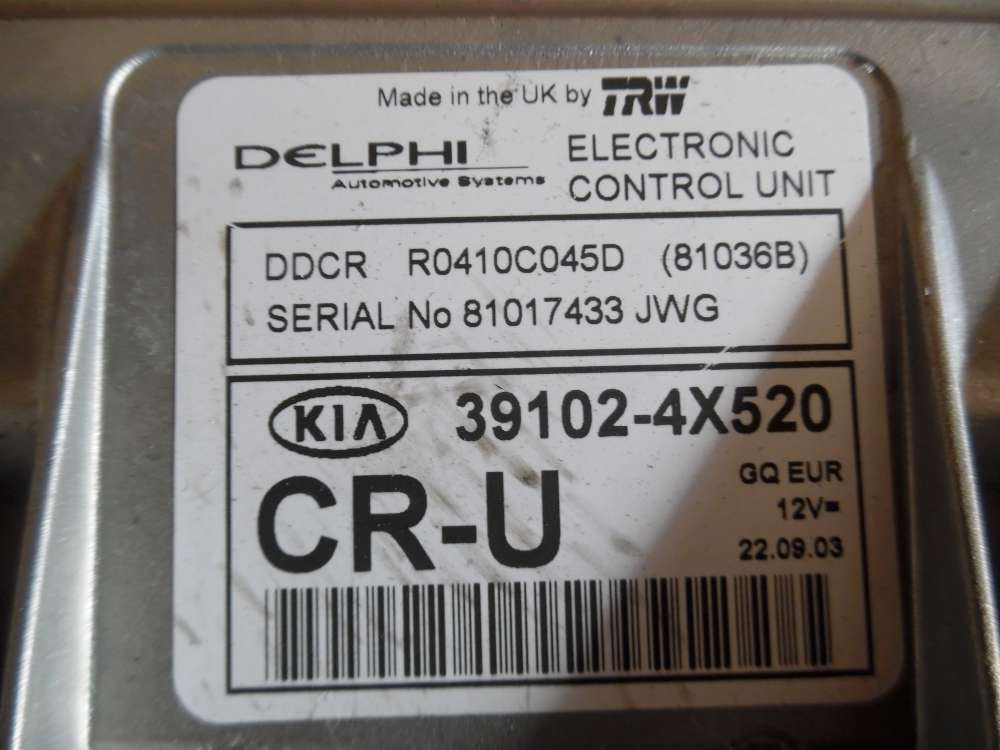 Made in the UK by TRW
DELPHI
Automotive Systems
ELECTRONIC
CONTROL UNIT
DDCR R0410C045D (81036B)
SERIAL No 81017433 JWG
KIA 39102-4X520
CR-U
GQ EUR
12V=
22.09.03